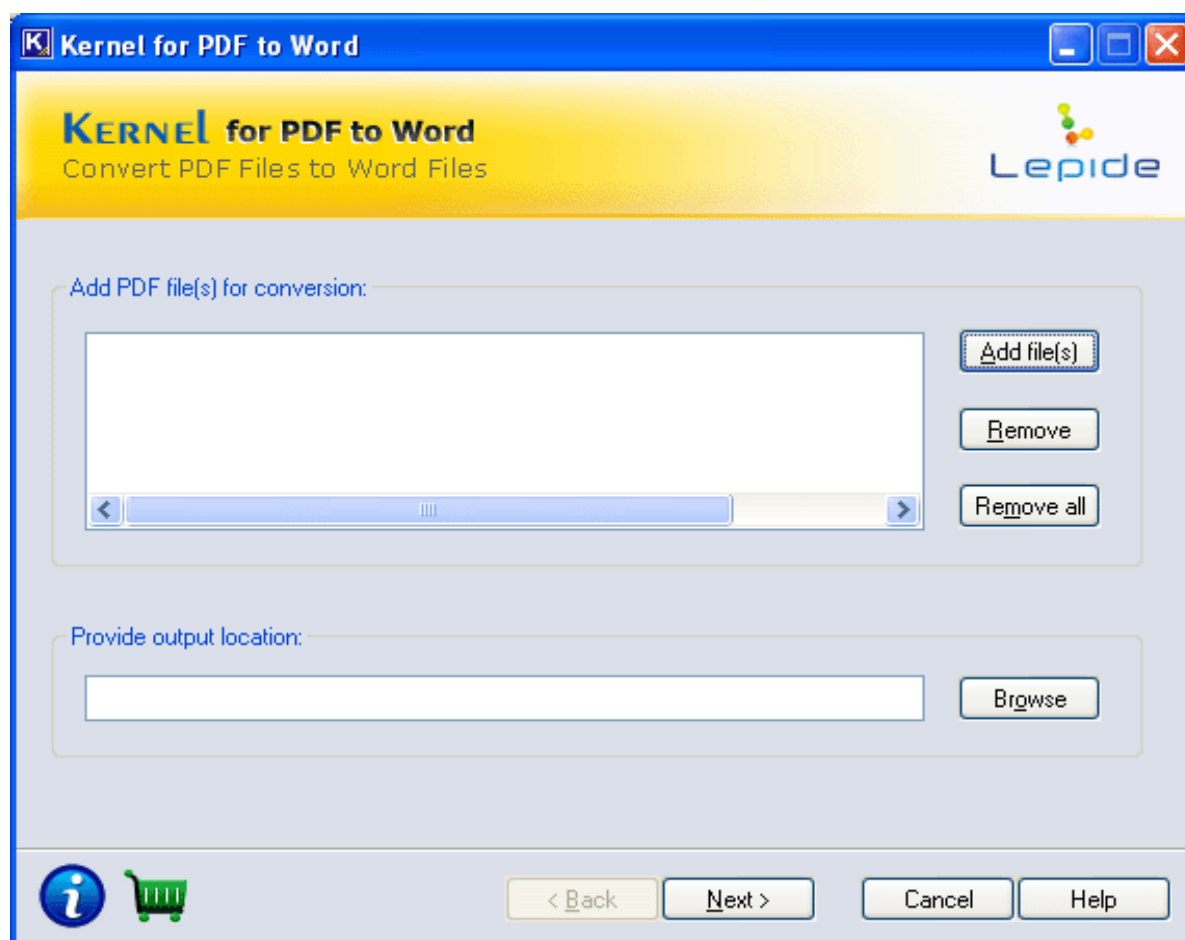 Kernel for PDF to Word
KERNEL for PDF to Word
Convert PDF Files to Word Files
Lepide
Add PDF file(s) for conversion:
Add file(s)
Remove
Remove all
Provide output location:
Browse
< Back
Next >
Cancel
Help